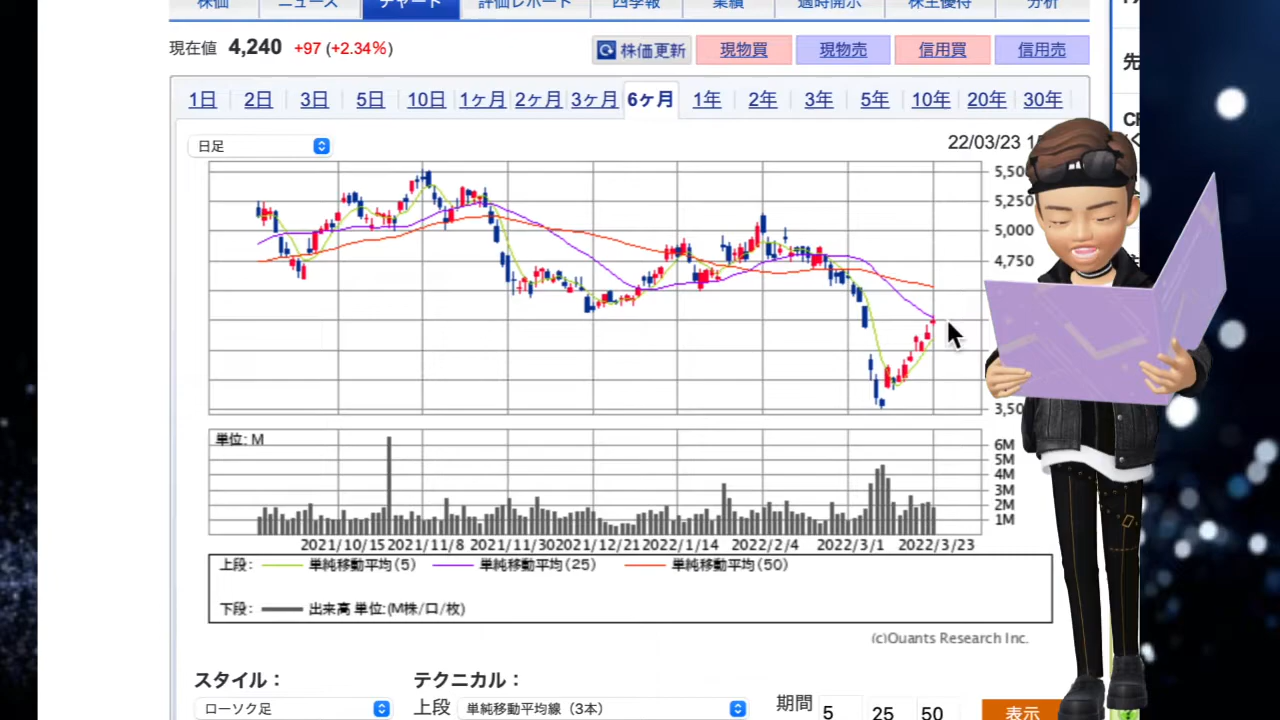 株価 ニュース チャート 評価レポート 四季報 業績 適時開示 株主優待 分析
現在値 4,240 +97 (+2.34%) 株価更新 現物買 現物売 信用買 信用売
1日 2日 3日 5日 10日 1ヶ月 2ヶ月 3ヶ月 6ヶ月 1年 2年 3年 5年 10年 20年 30年
日足
22/03/23
5,250
5,000
4,750
単位: M
6M
5M
4M
3M
2M
1M
2021/10/15 2021/11/8 2021/11/30 2021/12/21 2022/1/14 2022/2/4 2022/3/1 2022/3/23
上段: 単純移動平均(5) 単純移動平均(25) 単純移動平均(50)
下段: 出来高 単位:(M株/口/枚)
(c)Quants Research Inc.
スタイル： テクニカル：
ローソク足 上段 単純移動平均線（3本） 期間 5 25 50 表示
先